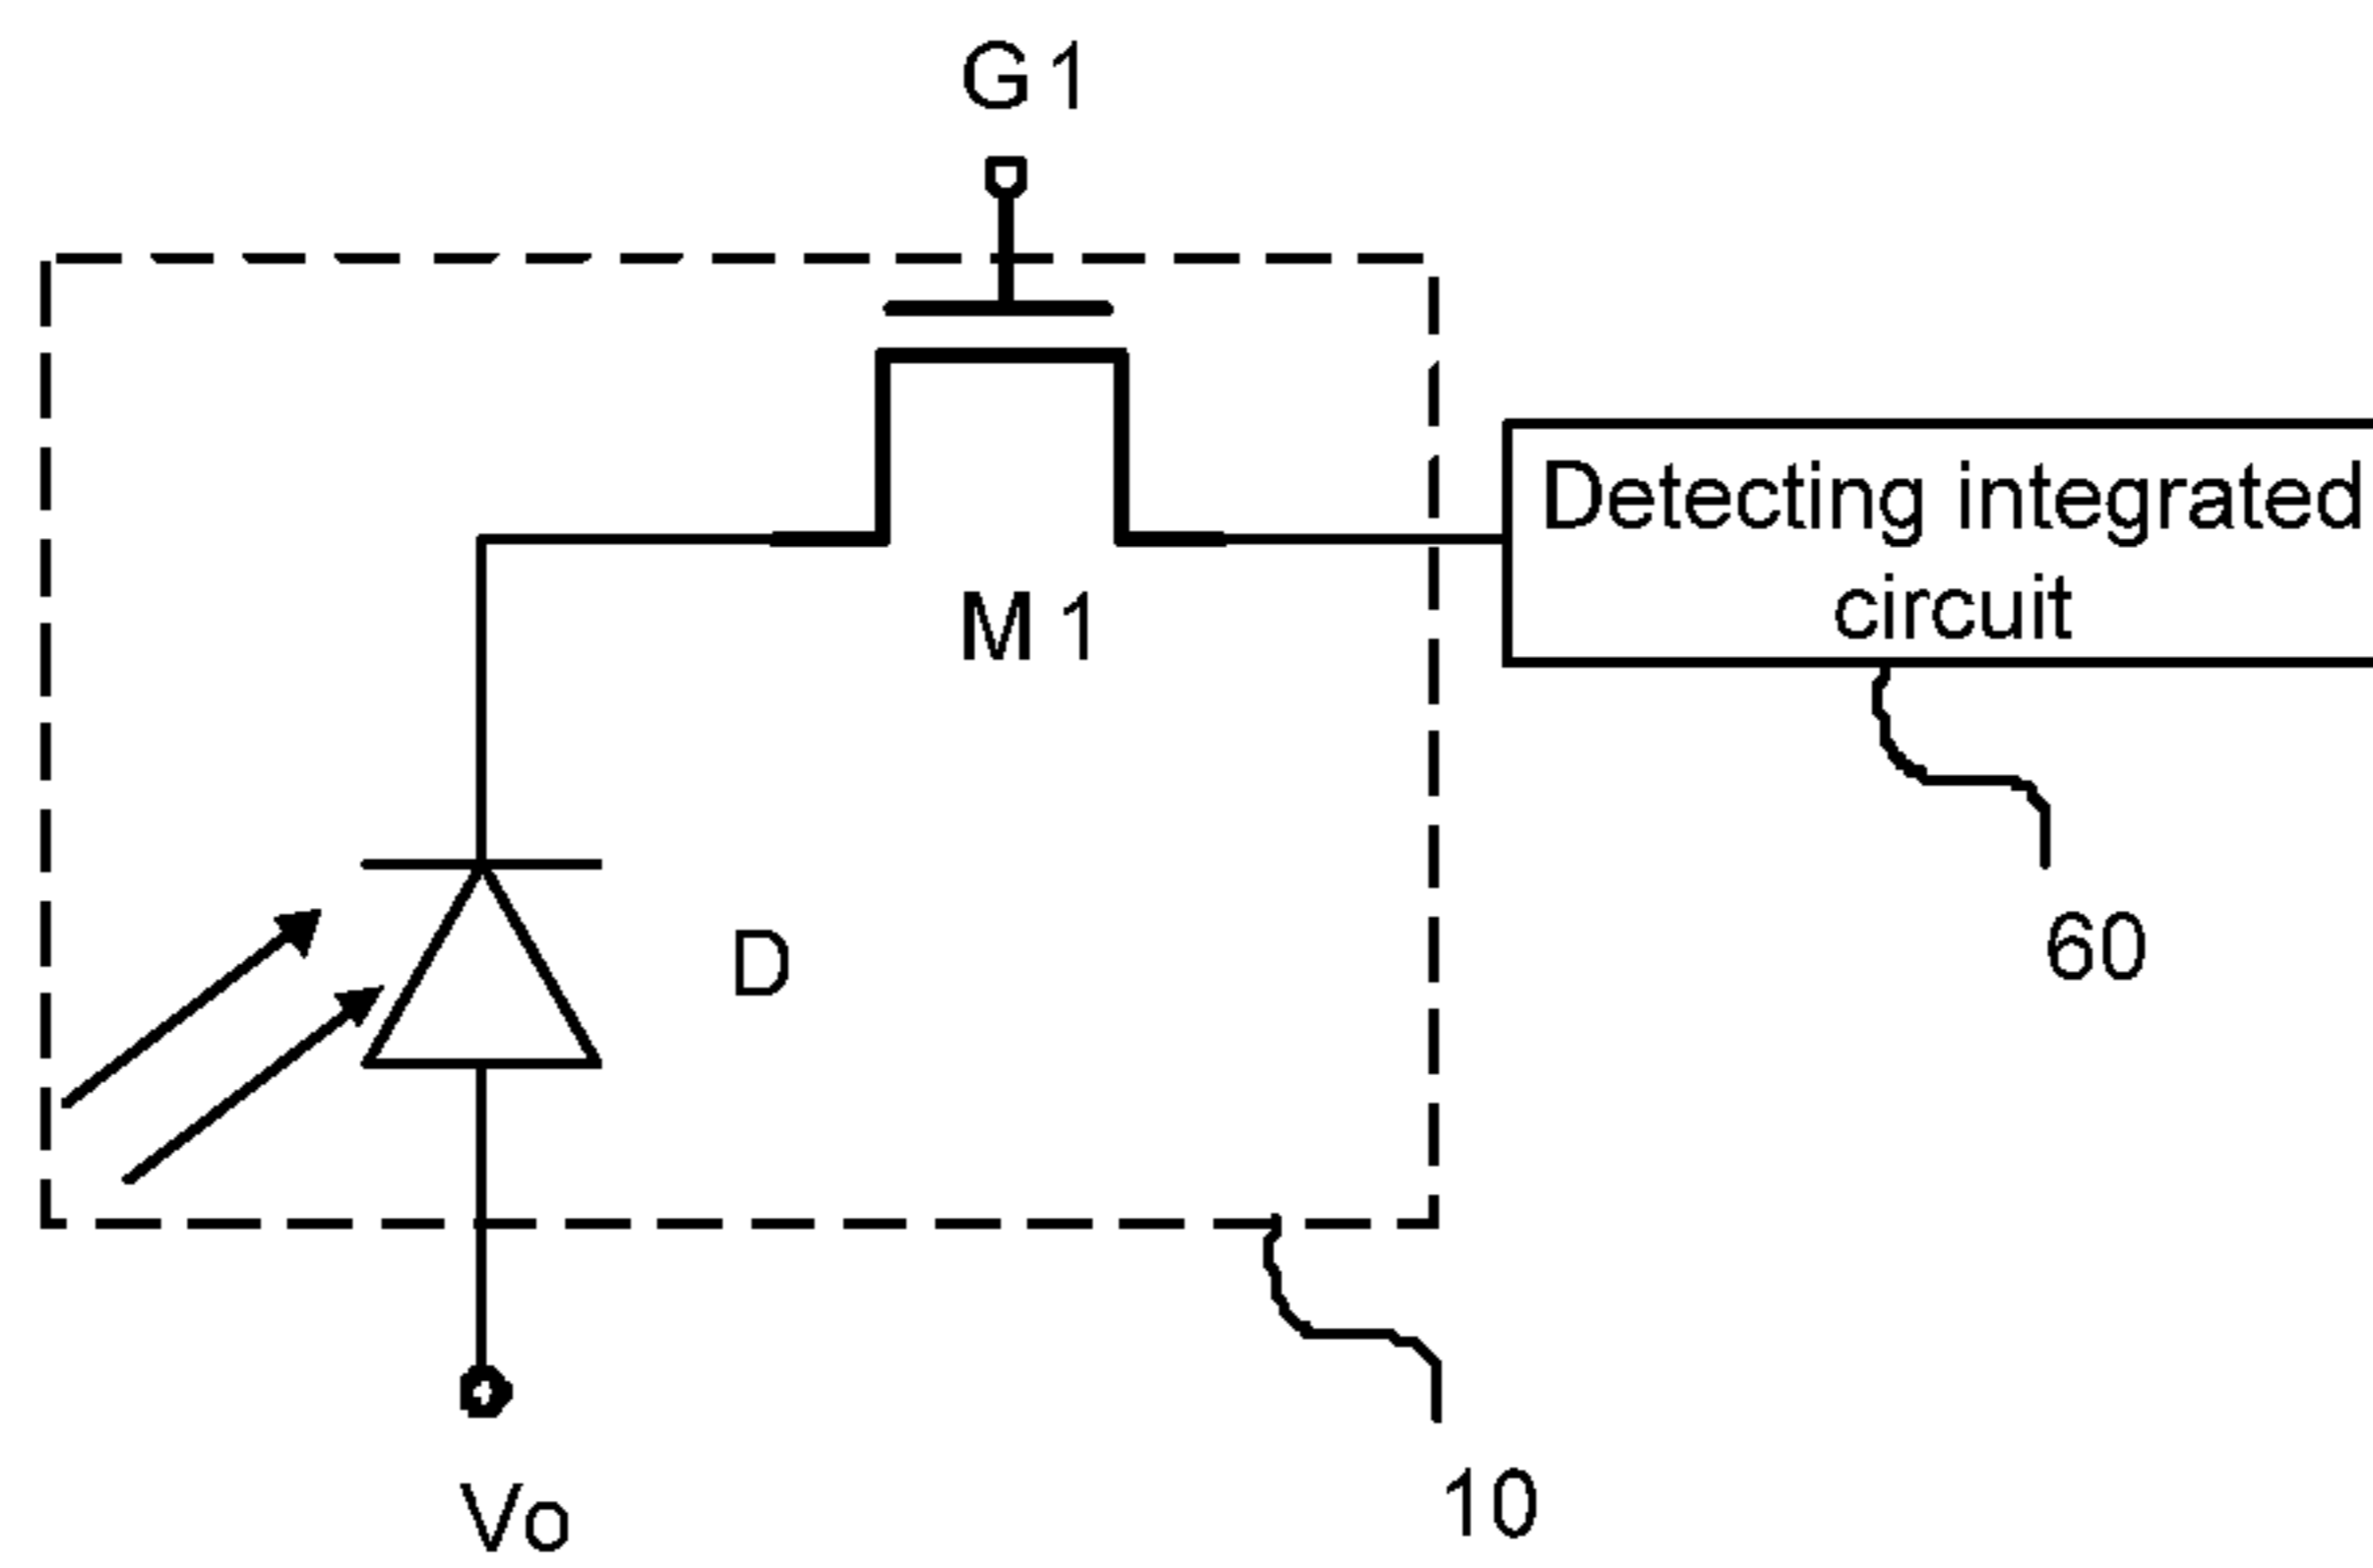 G1
Detecting integrated
circuit
M1
D
60
10
Vo